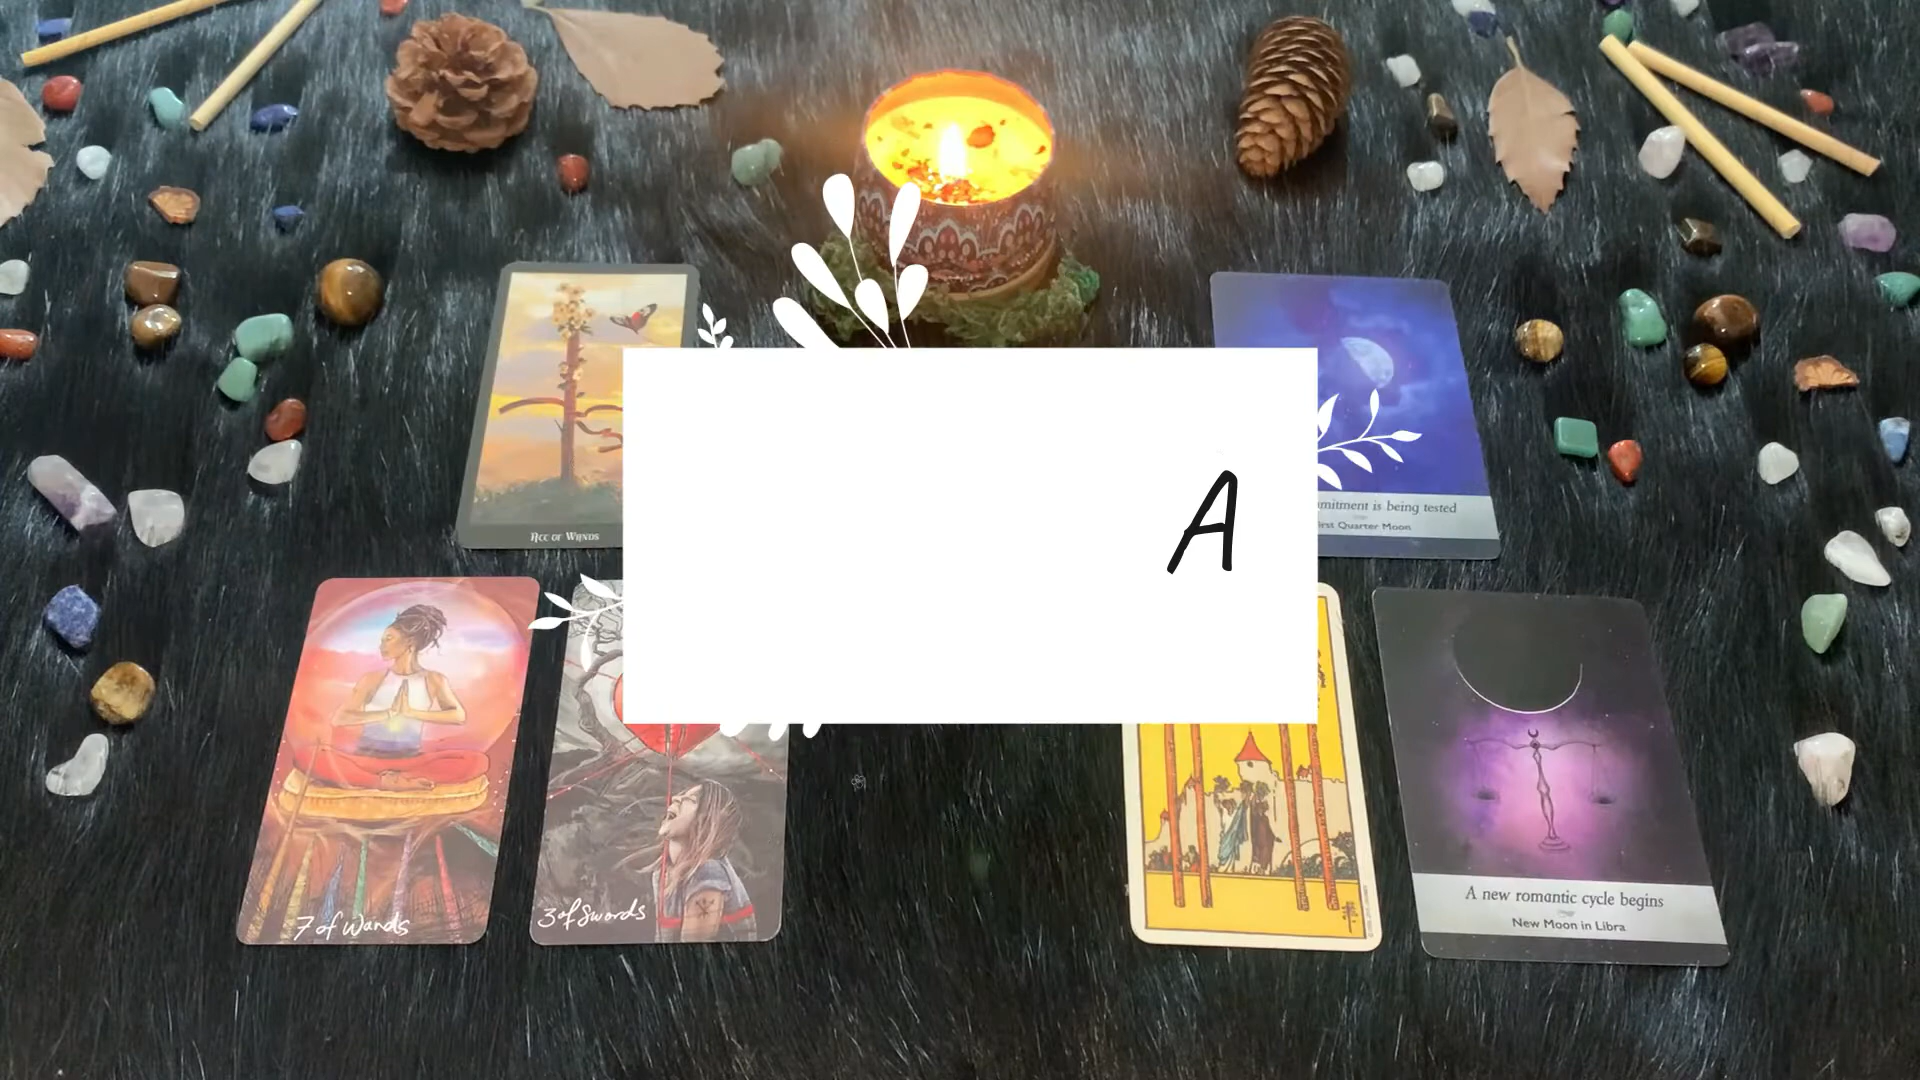 A
Ace of Wands
mitment is being tested
irst Quarter Moon
7 of Wands
3 of Swords
A new romantic cycle begins
New Moon in Libra